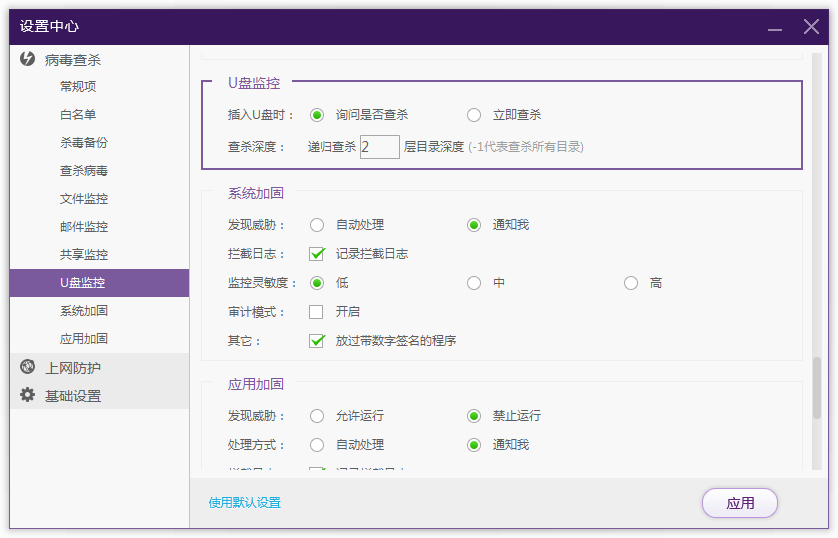 设置中心
病毒查杀
常规项
白名单
杀毒备份
查杀病毒
文件监控
邮件监控
共享监控
U盘监控
系统加固
应用加固
上网防护
基础设置
U盘监控
插入U盘时： 询问是否查杀 立即查杀
查杀深度： 递归查杀 2 层目录深度 (-1代表查杀所有目录)
系统加固
发现威胁： 自动处理 通知我
拦截日志： 记录拦截日志
监控灵敏度： 低 中 高
审计模式： 开启
其它： 放过带数字签名的程序
应用加固
发现威胁： 允许运行 禁止运行
处理方式： 自动处理 通知我
使用默认设置
应用